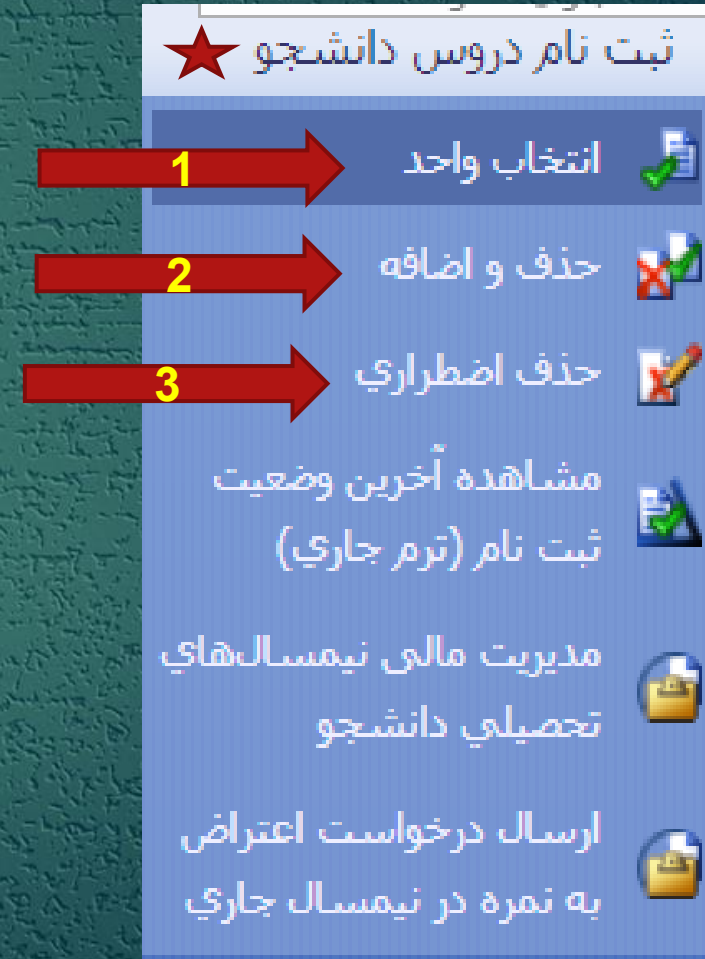 ثبت نام دروس دانشجو
انتخاب واحد
1
حذف و اضافه
2
حذف اضطراري
3
مشاهده آخرین وضعیت
ثبت نام (ترم جاري)
مدیریت مالی نیمسال‌هاي
تحصیلي دانشجو
ارسال درخواست اعتراض
به نمره در نیمسال جاري